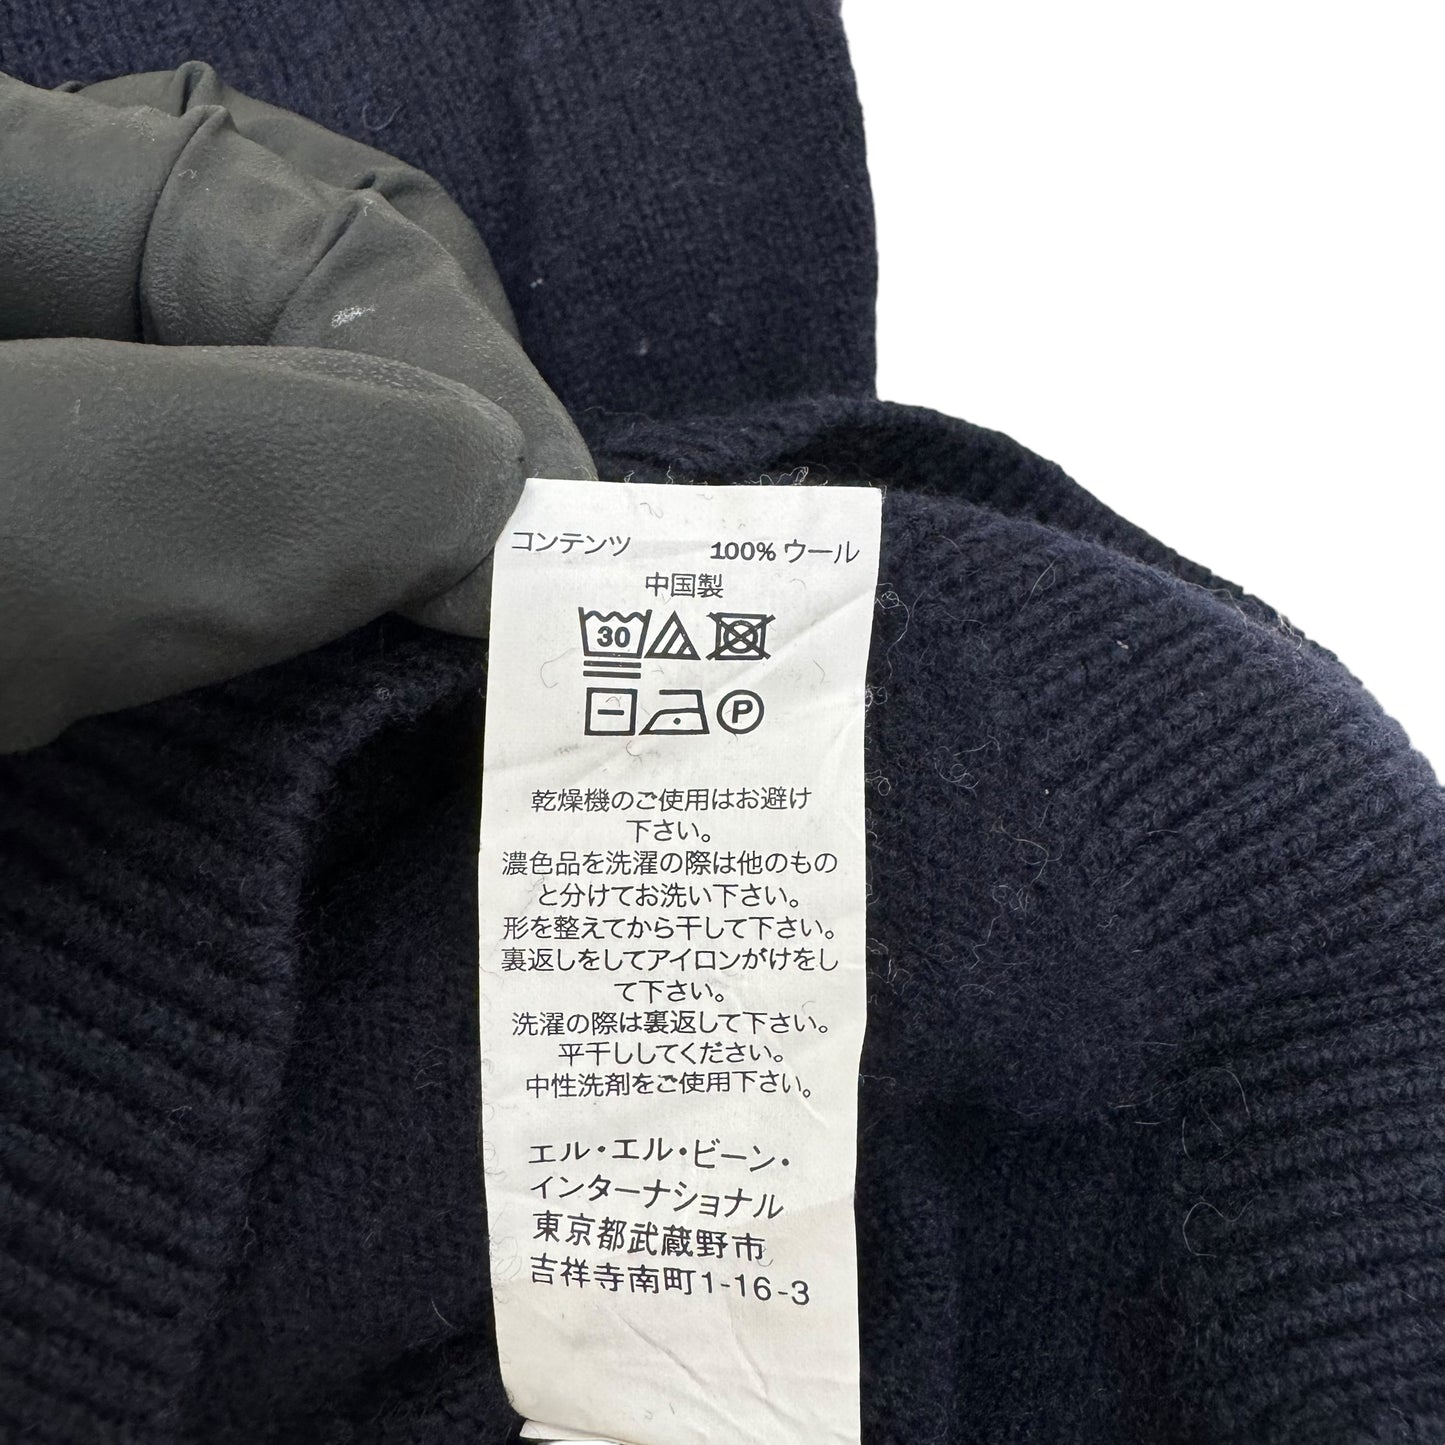 コンテンツ 100% ウール
中国製
30
P
乾燥機のご使用はお避け
下さい。
濃色品を洗濯の際は他のもの
と分けてお洗い下さい。
形を整えてから干して下さい。
裏返しをしてアイロンがけをし
て下さい。
洗濯の際は裏返して下さい。
平干ししてください。
中性洗剤をご使用下さい。
エル・エル・ビーン・
インターナショナル
東京都武蔵野市
吉祥寺南町1-16-3